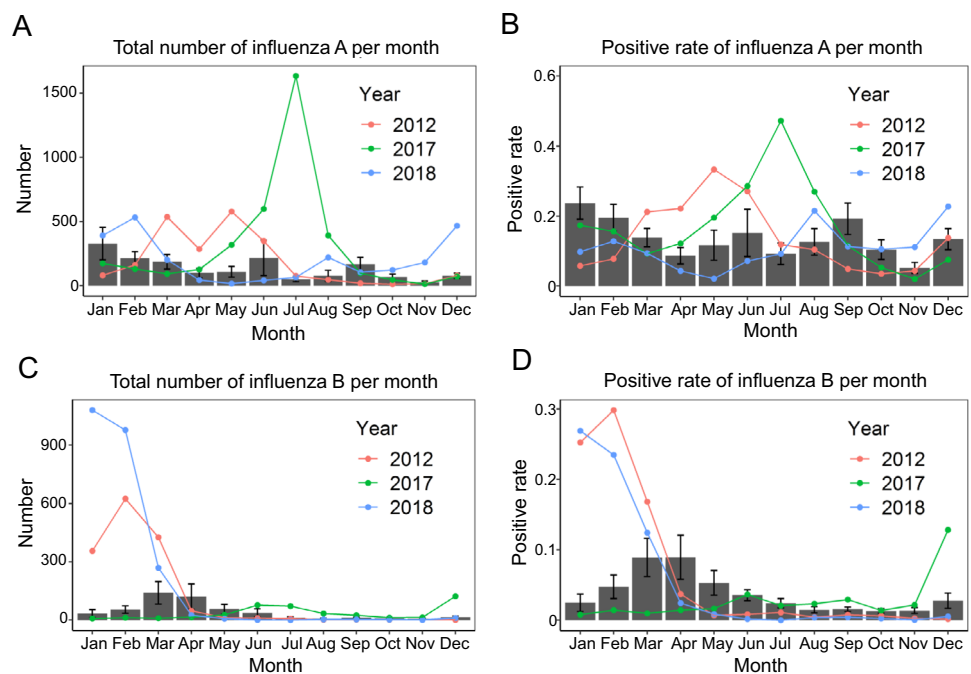 A
Total number of influenza A per month
1500
1000
500
0
Number
Year
2012
2017
2018
Jan Feb Mar Apr May Jun Jul Aug Sep Oct Nov Dec
Month
B
Positive rate of influenza A per month
0.6
0.4
0.2
0
Positive rate
Year
2012
2017
2018
Jan Feb Mar Apr May Jun Jul Aug Sep Oct Nov Dec
Month
C
Total number of influenza B per month
900
600
300
0
Number
Year
2012
2017
2018
Jan Feb Mar Apr May Jun Jul Aug Sep Oct Nov Dec
Month
D
Positive rate of influenza B per month
0.3
0.2
0.1
0
Positive rate
Year
2012
2017
2018
Jan Feb Mar Apr May Jun Jul Aug Sep Oct Nov Dec
Month